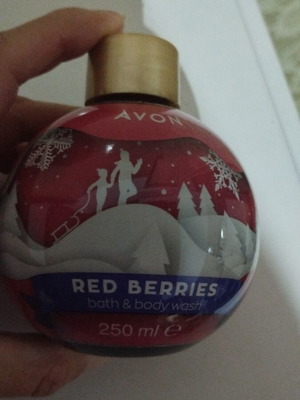 AVON
RED BERRIES
bath & body wash
250 ml ℮